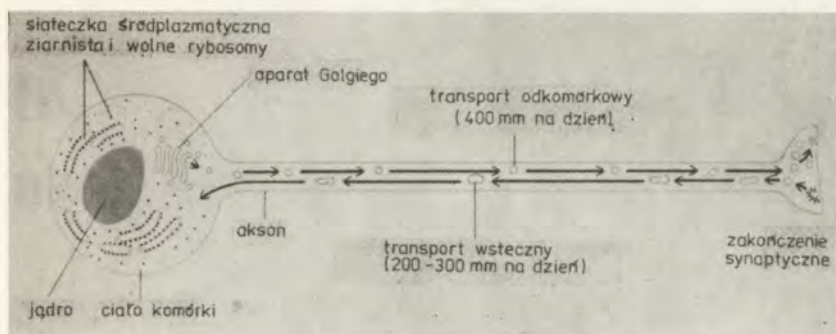 siateczka śródplazmatyczna
ziarnista i wolne rybosomy
aparat Golgiego
transport odkomórkowy
(400 mm na dzień)
akson
transport wsteczny
(200-300 mm na dzień)
zakończenie
synaptyczne
jądro
ciało komórki